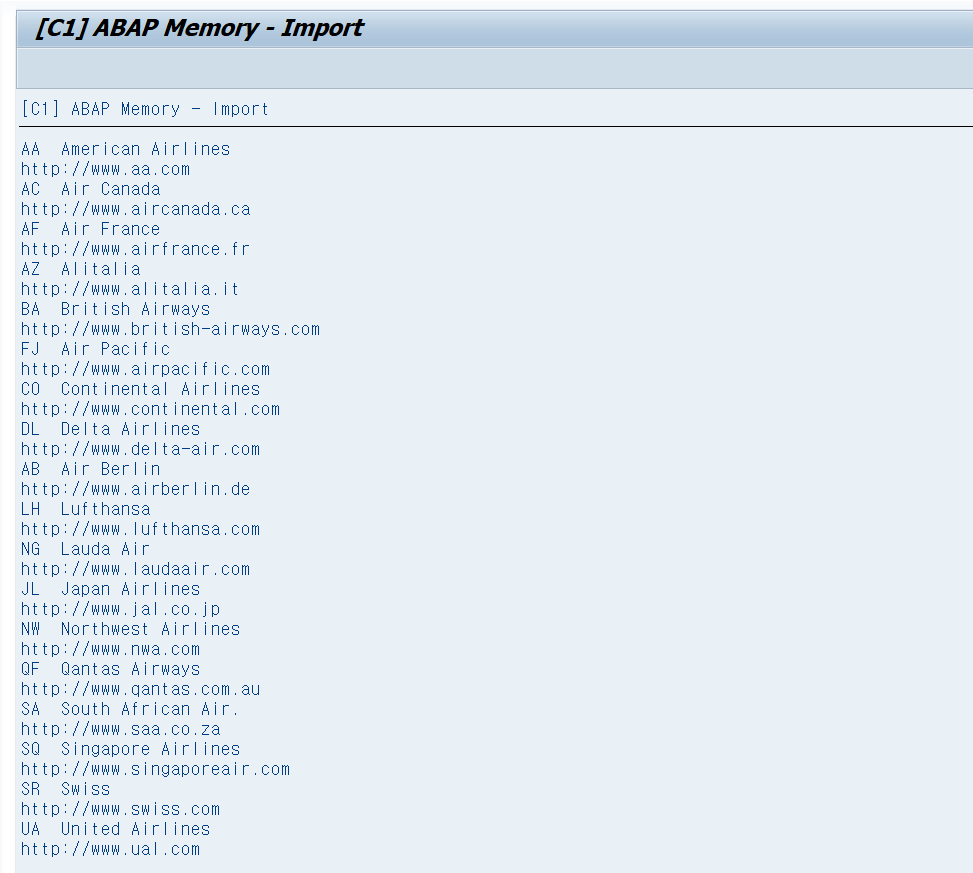 [C1] ABAP Memory - Import
[C1] ABAP Memory - Import
AA  American Airlines
http://www.aa.com
AC  Air Canada
http://www.aircanada.ca
AF  Air France
http://www.airfrance.fr
AZ  Alitalia
http://www.alitalia.it
BA  British Airways
http://www.british-airways.com
FJ  Air Pacific
http://www.airpacific.com
CO  Continental Airlines
http://www.continental.com
DL  Delta Airlines
http://www.delta-air.com
AB  Air Berlin
http://www.airberlin.de
LH  Lufthansa
http://www.lufthansa.com
NG  Lauda Air
http://www.laudaair.com
JL  Japan Airlines
http://www.jal.co.jp
NW  Northwest Airlines
http://www.nwa.com
QF  Qantas Airways
http://www.qantas.com.au
SA  South African Air.
http://www.saa.co.za
SQ  Singapore Airlines
http://www.singaporeair.com
SR  Swiss
http://www.swiss.com
UA  United Airlines
http://www.ual.com